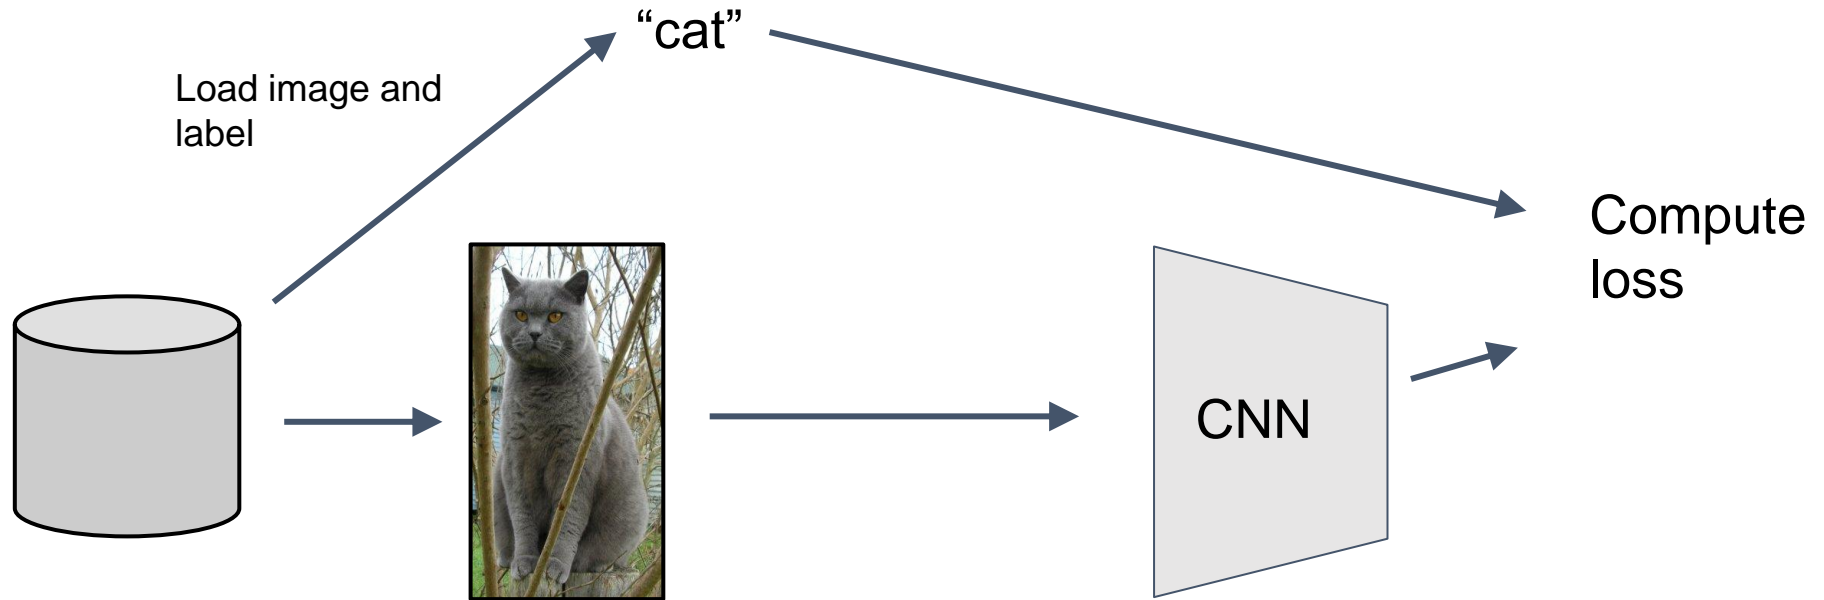 “cat”
Load image and
label
Compute
loss
CNN